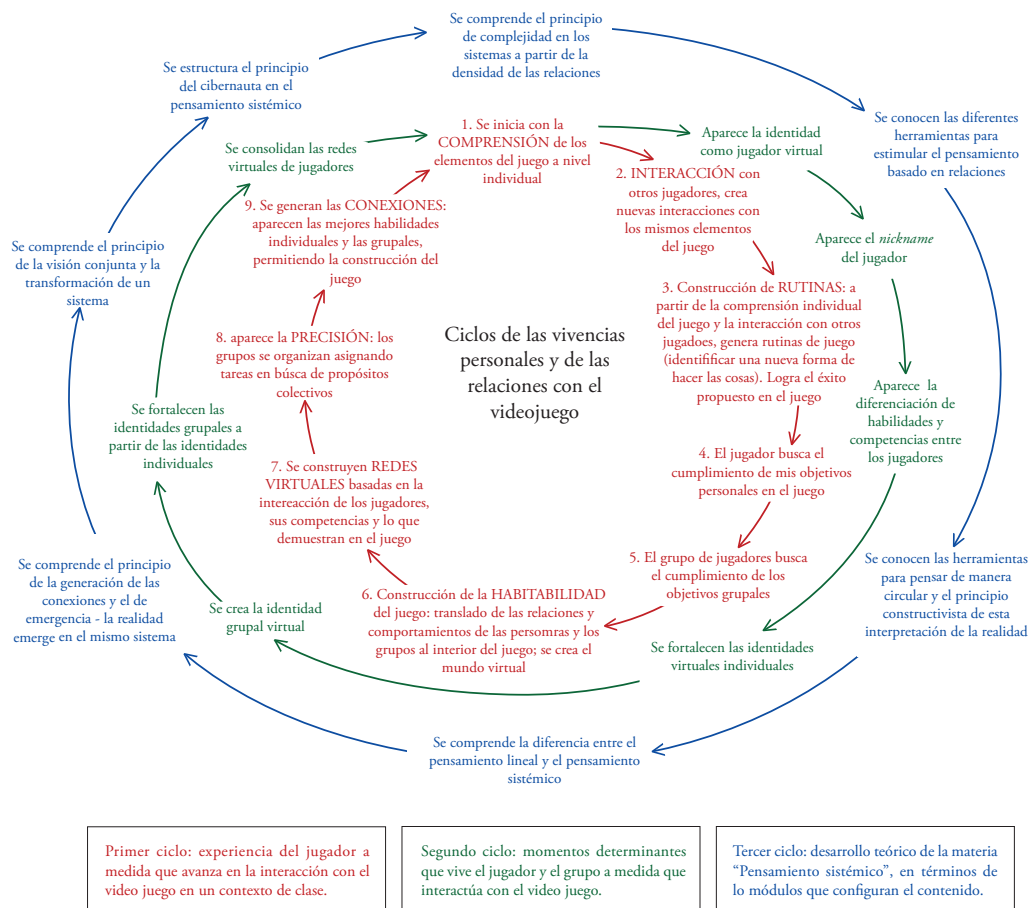 Se comprende el principio
de complejidad en los
sistemas a partir de la
densidad de las relaciones
Se conocen las diferentes
herramientas para
estimular el pensamiento
basado en relaciones
Se conocen las herramientas
para pensar de manera
circular y el principio
constructivista de esta
interpretación de la realidad
Se comprende la diferencia entre el
pensamiento lineal y el pensamiento
sistémico
Se comprende el principio
de la generación de las
conexiones y el de
emergencia - la realidad
emerge en el mismo sistema
Se comprende el principio
de la visión conjunta y la
transformación de un
sistema
Se estructura el principio
del cibernauta en el
pensamiento sistémico
Aparece la identidad
como jugador virtual
Aparece el nickname
del jugador
Aparece la
diferenciación de
habilidades y
competencias entre
los jugadores
Se fortalecen las identidades
virtuales individuales
Se crea la identidad
grupal virtual
Se fortalecen las
identidades grupales a
partir de las identidades
individuales
Se consolidan las redes
virtuales de jugadores
1. Se inicia con la
COMPRENSIÓN de los
elementos del juego a nivel
individual
2. INTERACCIÓN con
otros jugadores, crea
nuevas interacciones con
los mismos elementos
del juego
3. Construcción de RUTINAS: a
partir de la comprensión individual
del juego y la interacción con otros
jugadoes, genera rutinas de juego
(identififica​r una nueva forma de
hacer las cosas). Logra el éxito
propuesto en el juego
4. El jugador busca el
cumplimiento de mis objetivos
personales en el juego
5. El grupo de jugadores busca
el cumplimiento de los
objetivos grupales
6. Construcción de la HABITABILIDAD
del juego: translado de las relaciones y
comportamientos de las persomras y los
grupos al interior del juego; se crea el
mundo virtual
7. Se construyen REDES
VIRTUALES basadas en la
intereacción de los jugadores,
sus competencias y lo que
demuestran en el juego
8. aparece la PRECISIÓN: los
grupos se organizan asignando
tareas en búsca de propósitos
colectivos
9. Se generan las CONEXIONES:
aparecen las mejores habilidades
individuales y las grupales,
permitiendo la construcción del
juego
Ciclos de las vivencias
personales y de las
relaciones con el
videojuego
Primer ciclo: experiencia del jugador a
medida que avanza en la interacción con el
video juego en un contexto de clase.
Segundo ciclo: momentos determinantes
que vive el jugador y el grupo a medida que
interactúa con el video juego.
Tercer ciclo: desarrollo teórico de la materia
“Pensamiento sistémico”, en términos de
lo módulos que configuran el contenido.